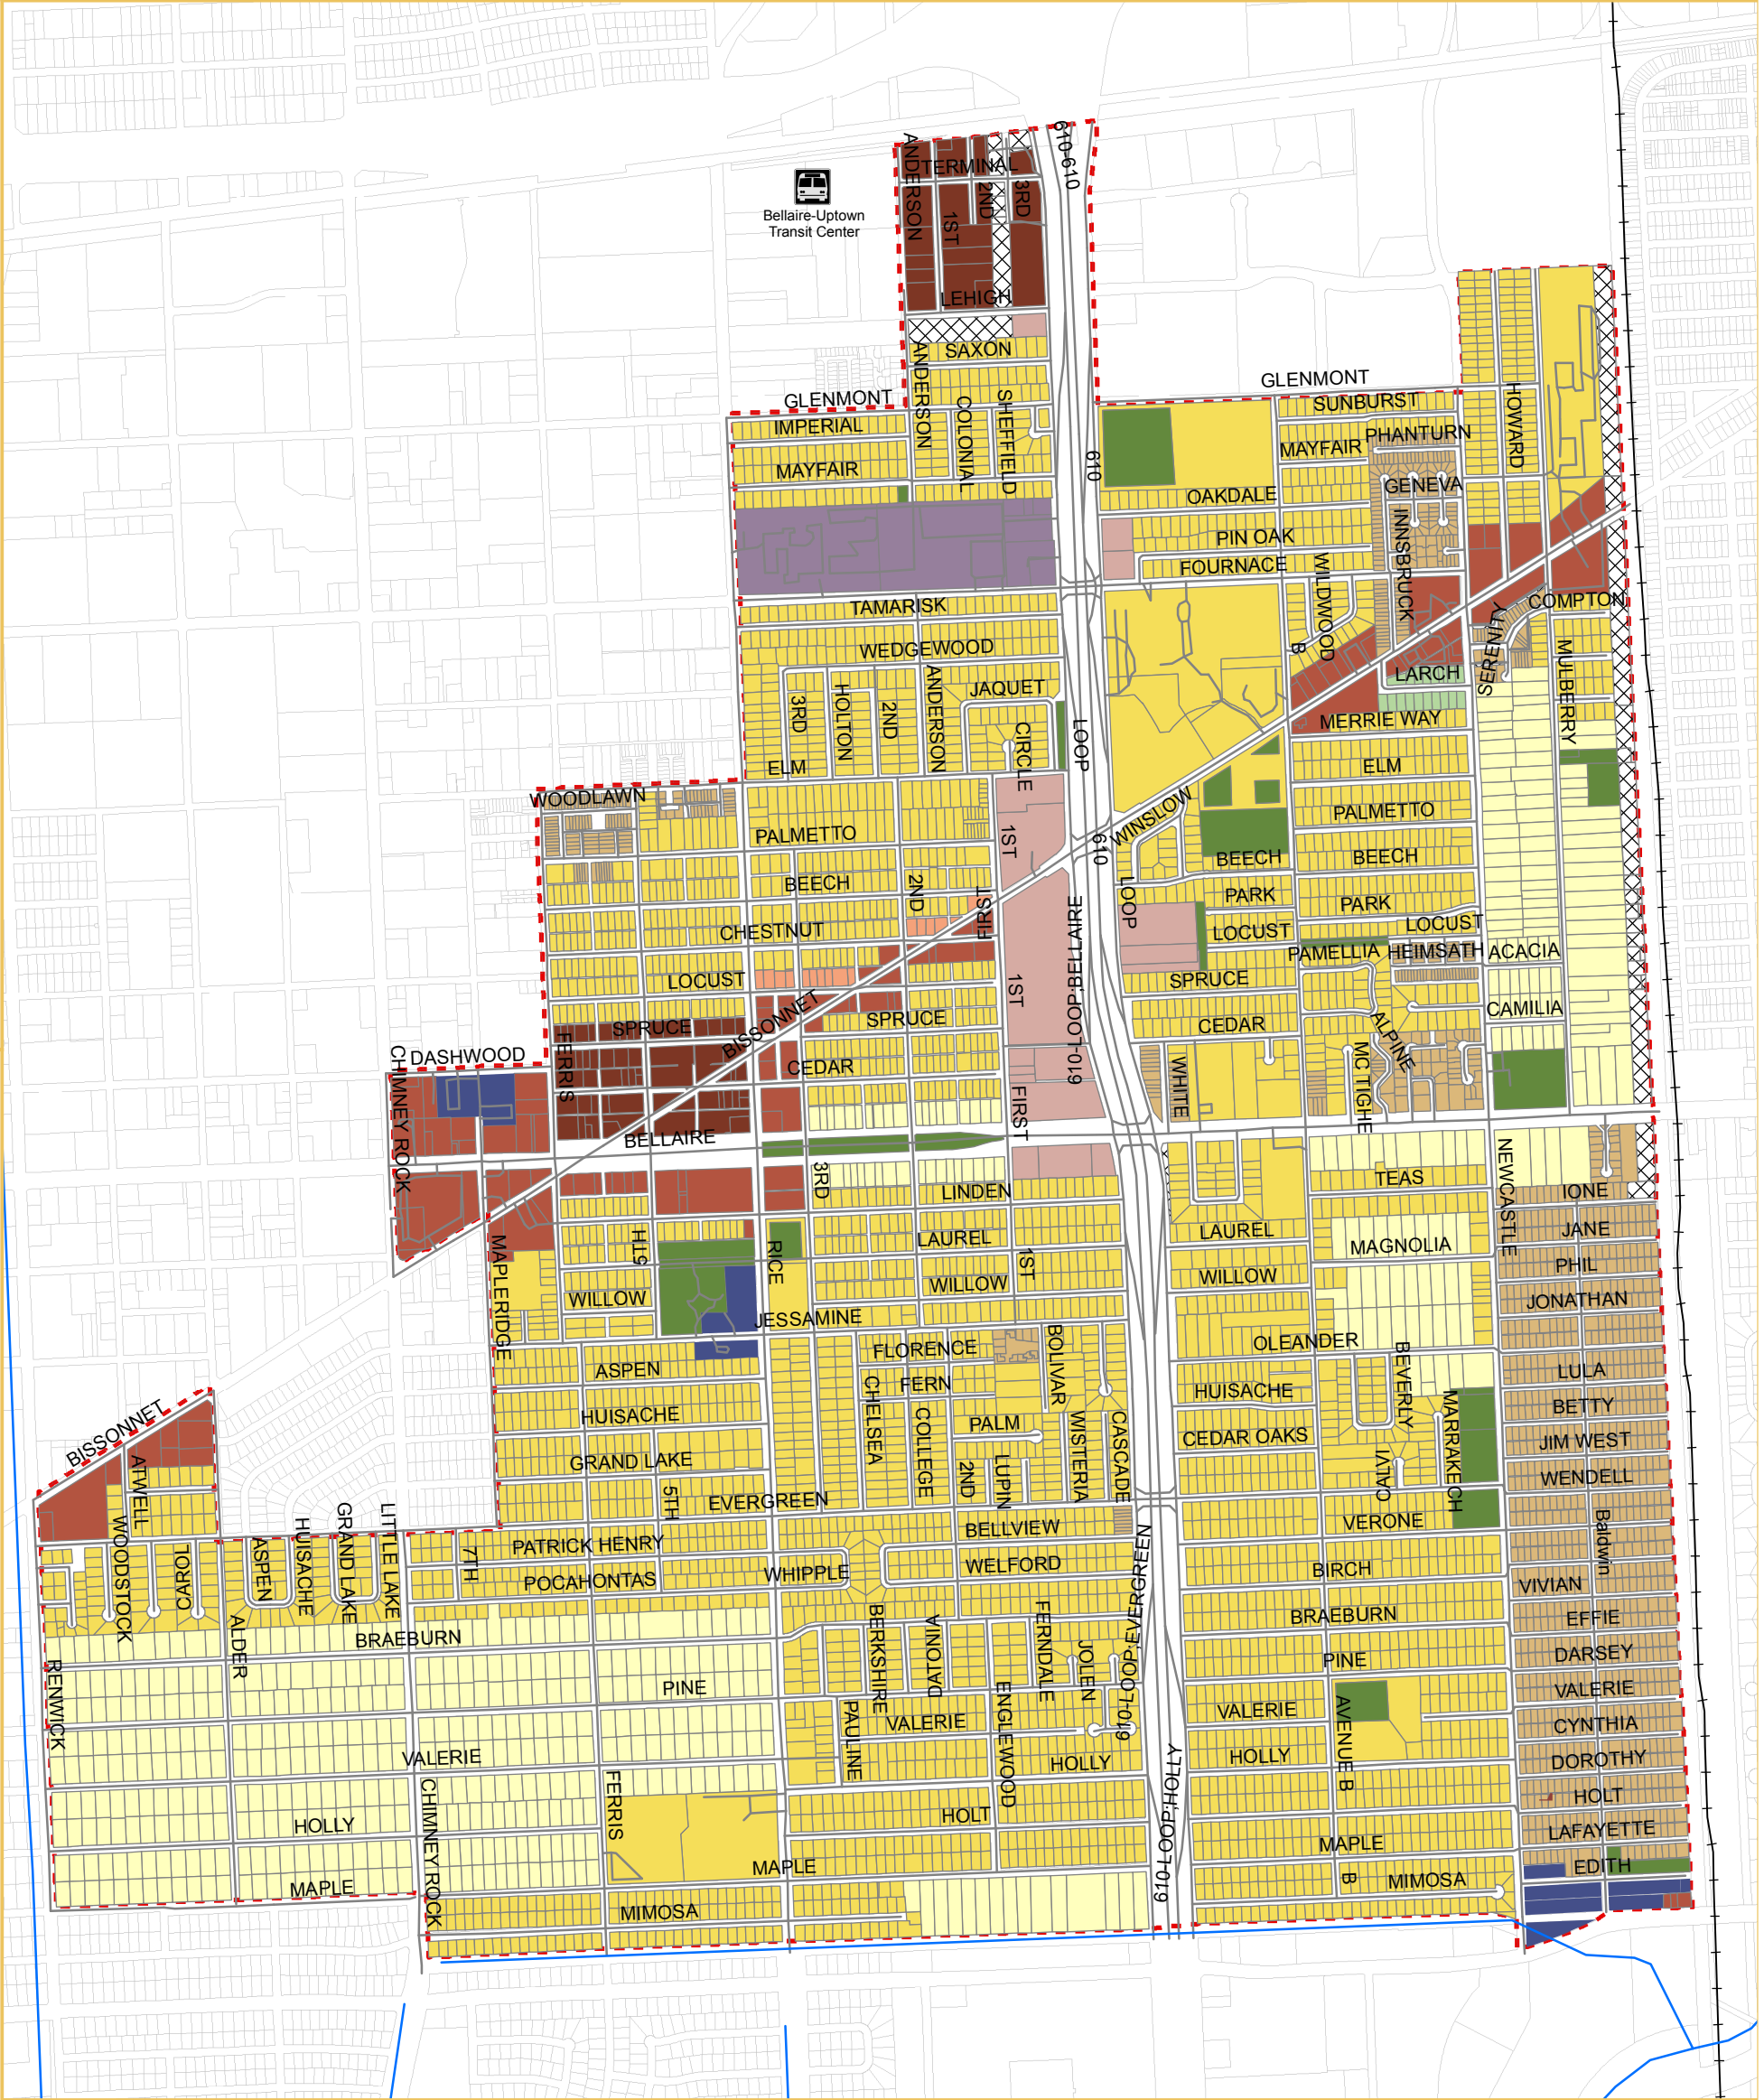 610-610
ANDERSON
TERMINAL
1ST
2ND
3RD
Bellaire-Uptown
Transit Center
LEHIGH
SAXON
ANDERSON
GLENMONT
GLENMONT
COLONIAL
SHEFFIELD
IMPERIAL
MAYFAIR
SUNBURST
HOWARD
MAYFAIR
PHANTURN
610
OAKDALE
GENEVA
PIN OAK
INNSBRUCK
FOURNACE
WILDWOOD
TAMARISK
COMPTON
WEDGEWOOD
B
SERENITY
MULBERRY
ANDERSON
JAQUET
LARCH
3RD
HOLTON
2ND
CIRCLE
LOOP
MERRIE WAY
ELM
ELM
WOODLAWN
PALMETTO
1ST
610
WINSLOW
PALMETTO
BEECH
2ND
BEECH
BEECH
FIRST
LOOP
PARK
PARK
CHESTNUT
610-LOOP;BELLAIRE
LOCUST
LOCUST
PAMELLIA
HEIMSATH
ACACIA
LOCUST
1ST
SPRUCE
SPRUCE
BISSONNET
SPRUCE
CEDAR
CAMILIA
ALPINE
CHIMNEY ROCK
DASHWOOD
FERRIS
CEDAR
WHITE
MC TIGHE
FIRST
BELLAIRE
3RD
LINDEN
TEAS
NEWCASTLE
IONE
LAUREL
LAUREL
JANE
5TH
RICE
1ST
MAGNOLIA
PHIL
MAPLERIDGE
WILLOW
WILLOW
WILLOW
JONATHAN
JESSAMINE
FLORENCE
BOLIVAR
OLEANDER
ASPEN
BEVERLY
LULA
CHELSEA
FERN
HUISACHE
BETTY
HUISACHE
COLLEGE
PALM
WISTERIA
CASCADE
CEDAR OAKS
MARRAKECH
JIM WEST
BISSONNET
ATWELL
GRAND LAKE
2ND
LUPIN
OALVI
WENDELL
5TH
EVERGREEN
VERONE
WOODSTOCK
CAROL
ASPEN
HUISACHE
GRAND LAKE
LITTLE LAKE
7TH
PATRICK HENRY
BELLVIEW
Baldwin
POCAHONTAS
WHIPPLE
WELFORD
610-LOOP;EVERGREEN
BIRCH
VIVIAN
ALDER
BRAEBURN
BERKSHIRE
DAYTONA
FERNDALE
JOLEN
BRAEBURN
EFFIE
RENWICK
PINE
PINE
DARSEY
VALERIE
PAULINE
VALERIE
ENGLEWOOD
VALERIE
AVENUE B
CYNTHIA
VALERIE
HOLLY
HOLLY
DOROTHY
CHIMNEY ROCK
FERRIS
HOLLY
HOLT
610-LOOP;HOLLY
HOLT
MAPLE
LAFAYETTE
MAPLE
MAPLE
B
MIMOSA
EDITH
MIMOSA